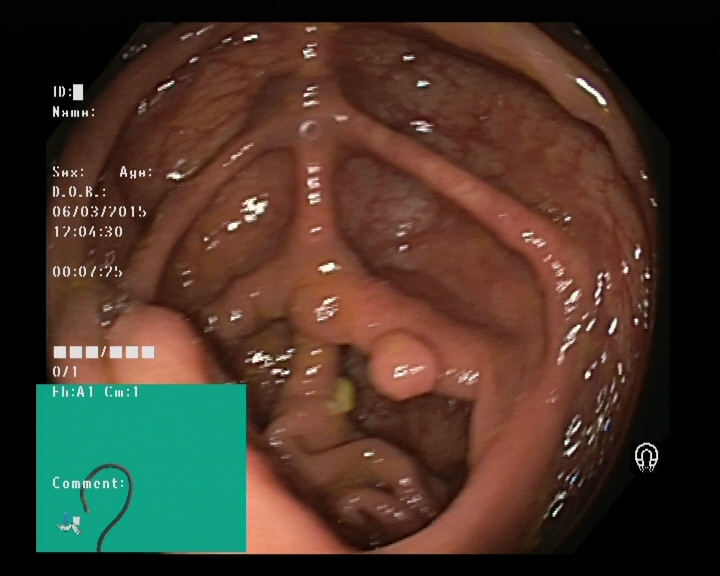 ID:
Name:
Sex: Age:
D.O.B.:
06/03/2015
12:04:30
00:07:25
■■■/■■■
0/1
Eh:A1 Cm:1
Comment: